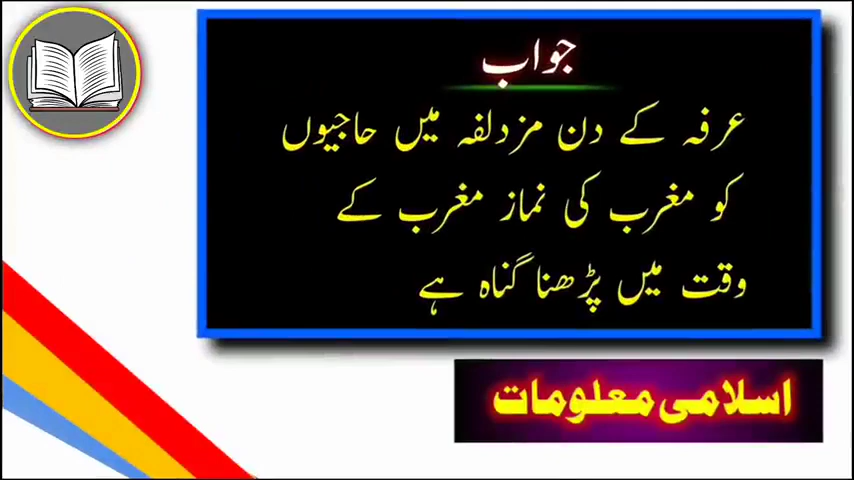 جواب
عرفہ کے دن مزدلفہ میں حاجیوں
کو مغرب کی نماز مغرب کے
وقت میں پڑھنا گناہ ہے
اسلامی معلومات